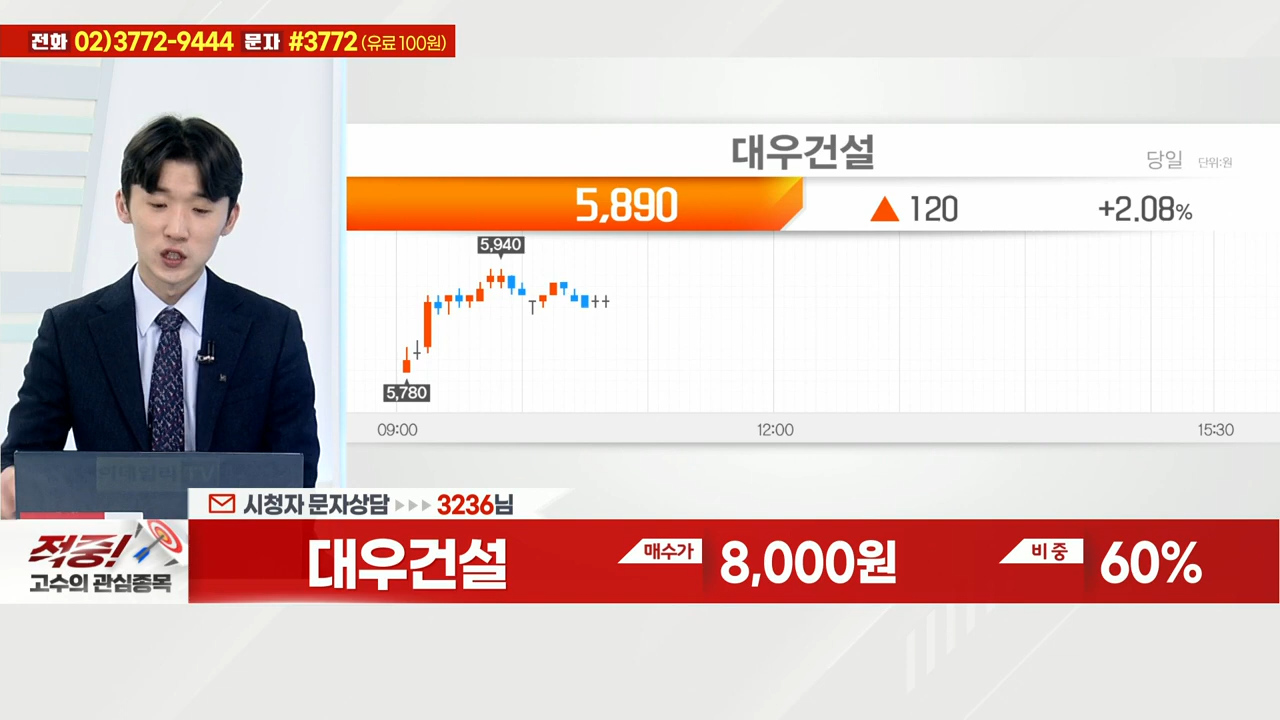 전화 02)3772-9444 문자 #3772 (유료 100원)
대우건설
당일 단위:원
5,890 ▲ 120 +2.08%
5,940
5,780
09:00 12:00 15:30
시청자 문자상담 ▷▷▷ 3236님
적중!
고수의 관심종목
대우건설 매수가 8,000원 비중 60%